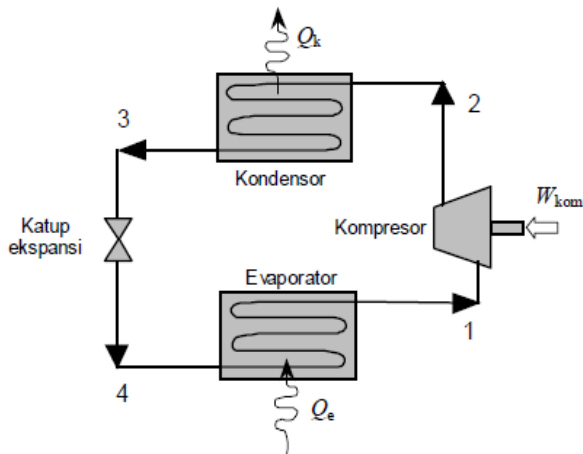 Qk
3
2
Kondensor
Katup
ekspansi
Kompresor
Wkom
Evaporator
1
4
Qe